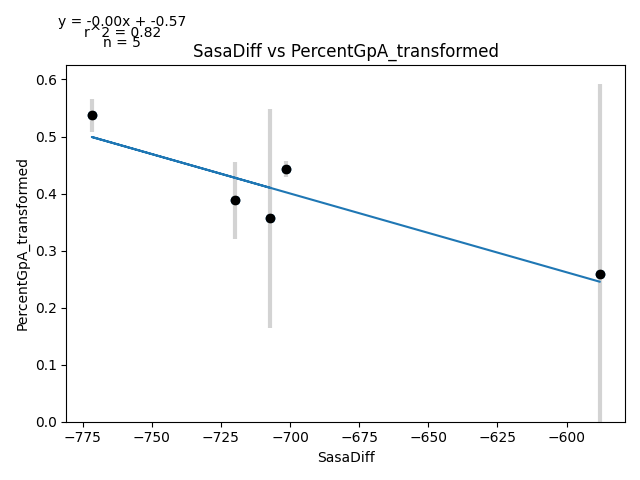 y = -0.00x + -0.57
r^2 = 0.82
n = 5
SasaDiff vs PercentGpA_transformed
PercentGpA_transformed
0.6
0.5
0.4
0.3
0.2
0.1
0.0
−775 −750 −725 −700 −675 −650 −625 −600
SasaDiff